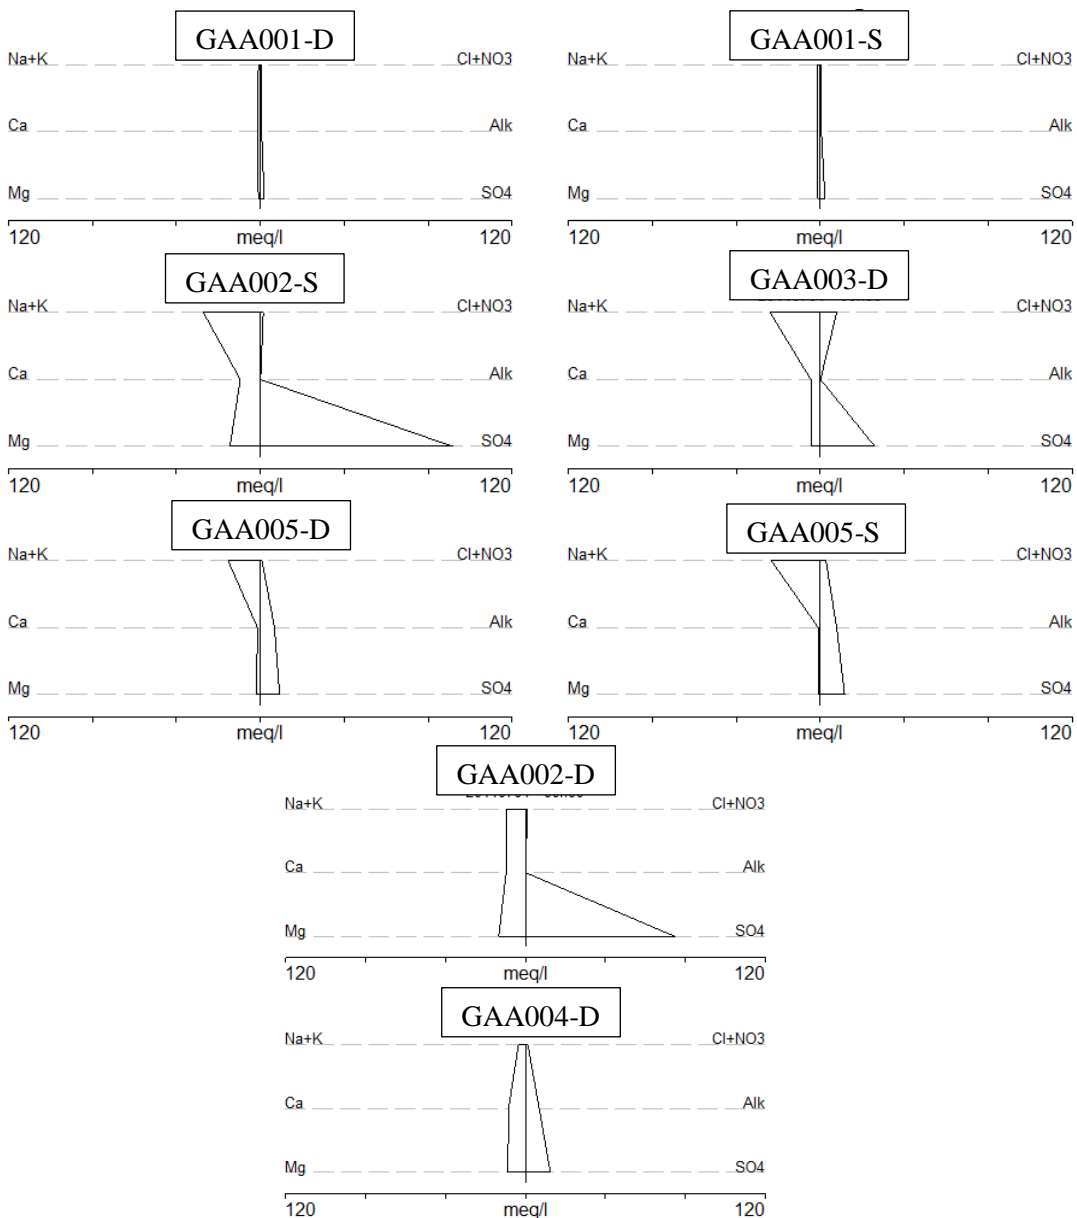 GAA001-D
GAA001-S
Na+K Cl+NO3 Na+K Cl+NO3
Ca Alk Ca Alk
Mg SO4 Mg SO4
120 meq/l 120 120 meq/l 120
GAA002-S
GAA003-D
Na+K Cl+NO3 Na+K Cl+NO3
Ca Alk Ca Alk
Mg SO4 Mg SO4
120 meq/l 120 120 meq/l 120
GAA005-D
GAA005-S
Na+K Cl+NO3 Na+K Cl+NO3
Ca Alk Ca Alk
Mg SO4 Mg SO4
120 meq/l 120 120 meq/l 120
GAA002-D
Na+K Cl+NO3
Ca Alk
Mg SO4
120 meq/l 120
GAA004-D
Na+K Cl+NO3
Ca Alk
Mg SO4
120 meq/l 120